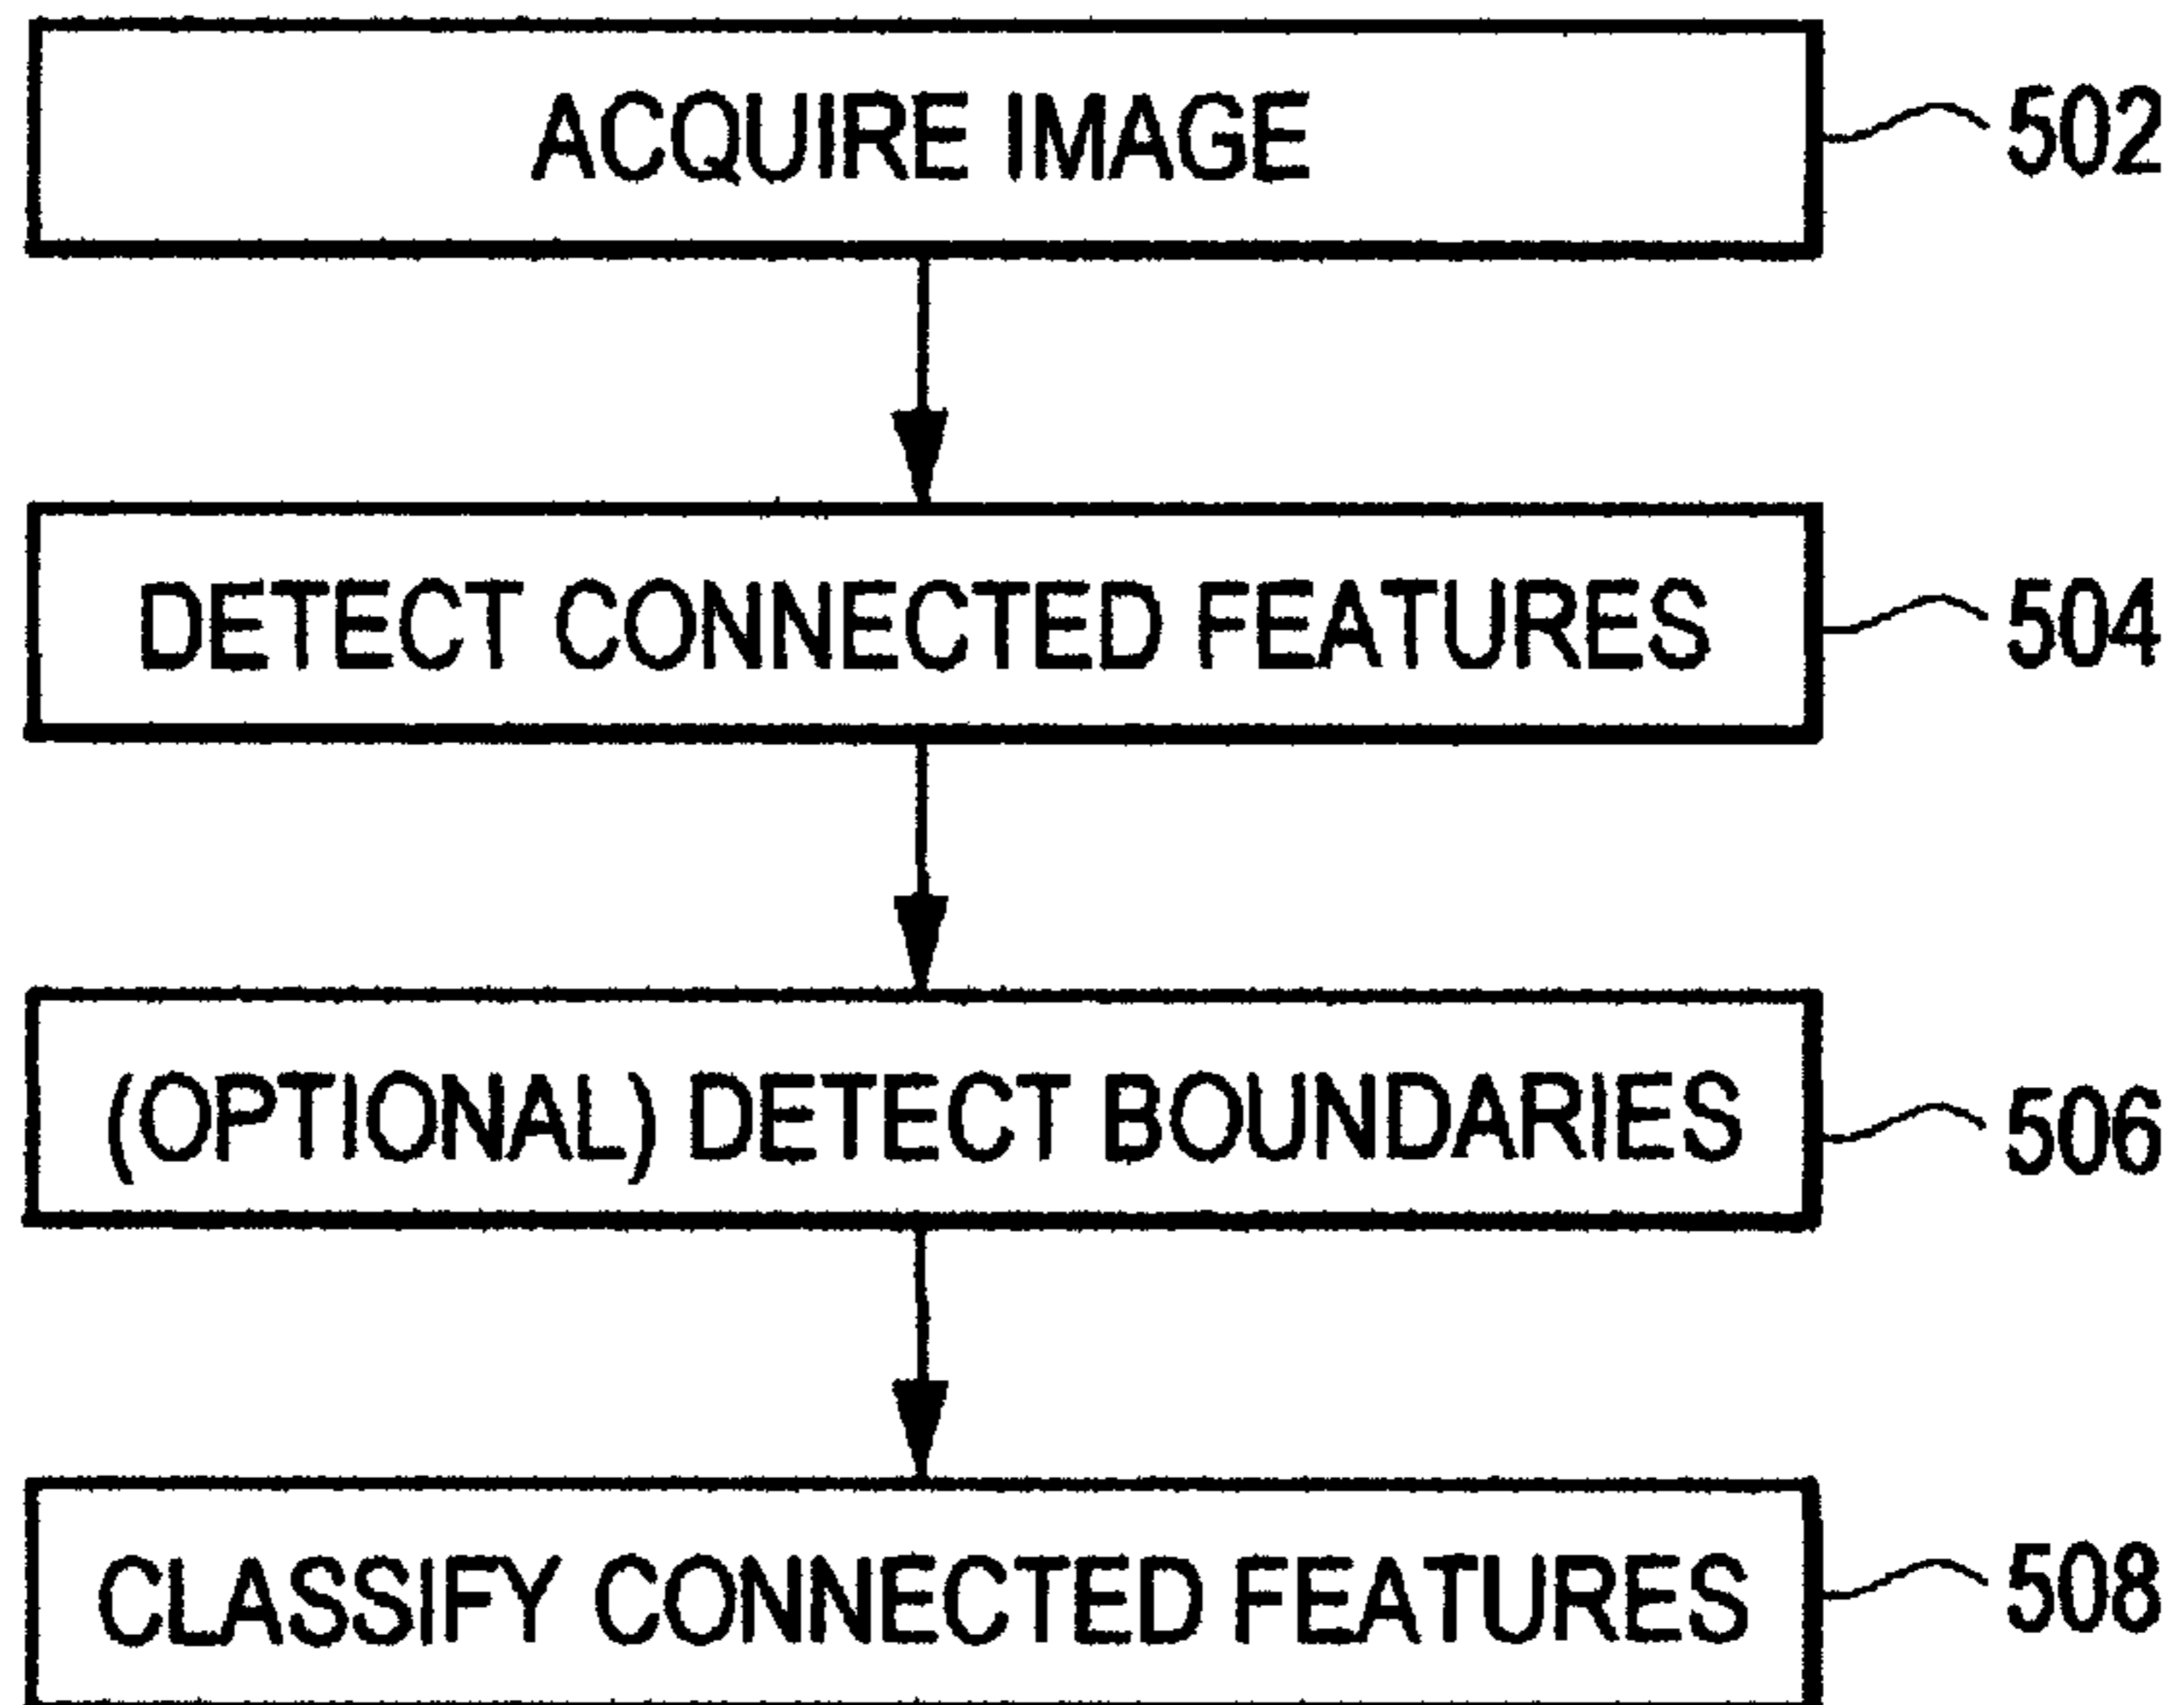 ACQUIRE IMAGE 502
DETECT CONNECTED FEATURES 504
(OPTIONAL) DETECT BOUNDARIES 506
CLASSIFY CONNECTED FEATURES 508